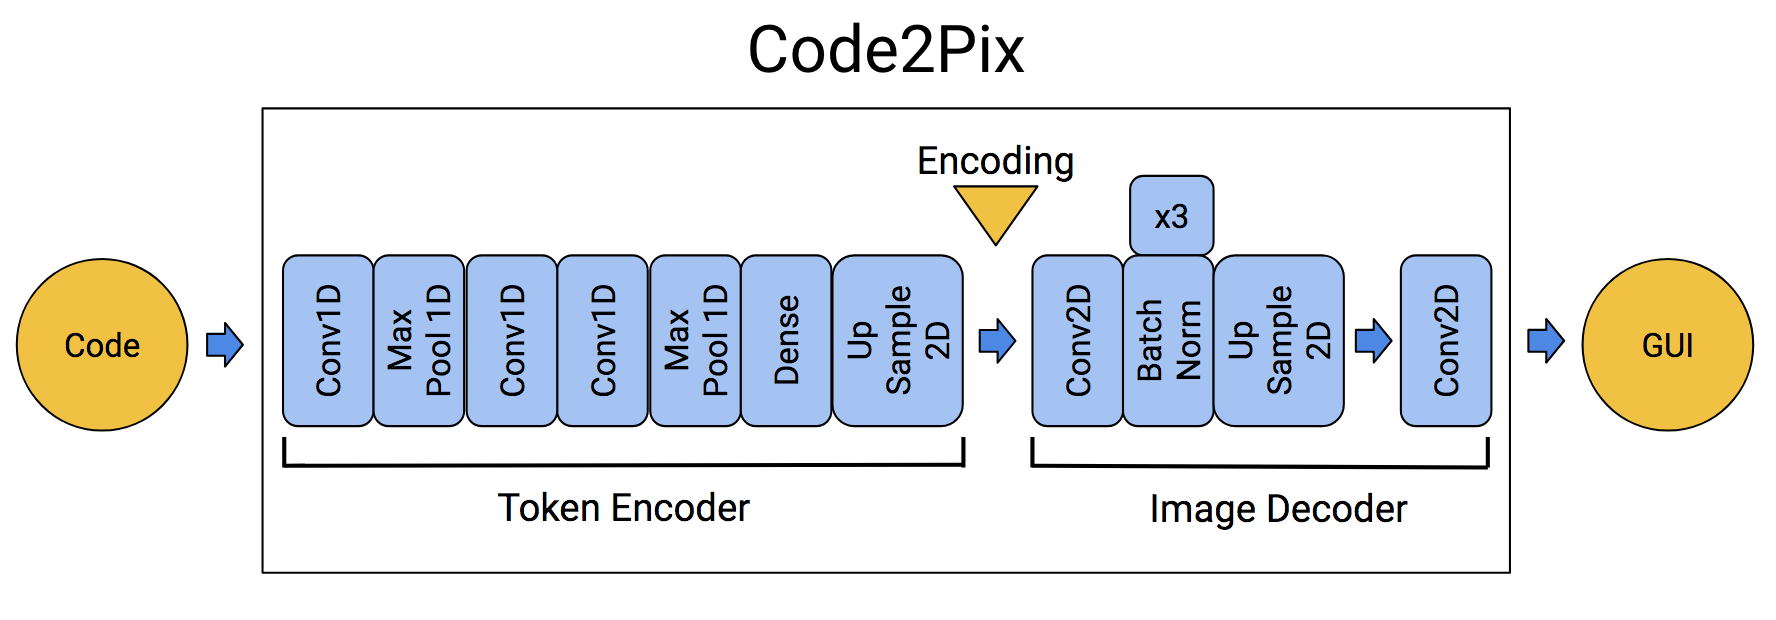 Code2Pix
Encoding
x3
Code
Conv1D
Max
Pool 1D
Conv1D
Conv1D
Max
Pool 1D
Dense
Up
Sample
2D
Conv2D
Batch
Norm
Up
Sample
2D
Conv2D
GUI
Token Encoder
Image Decoder